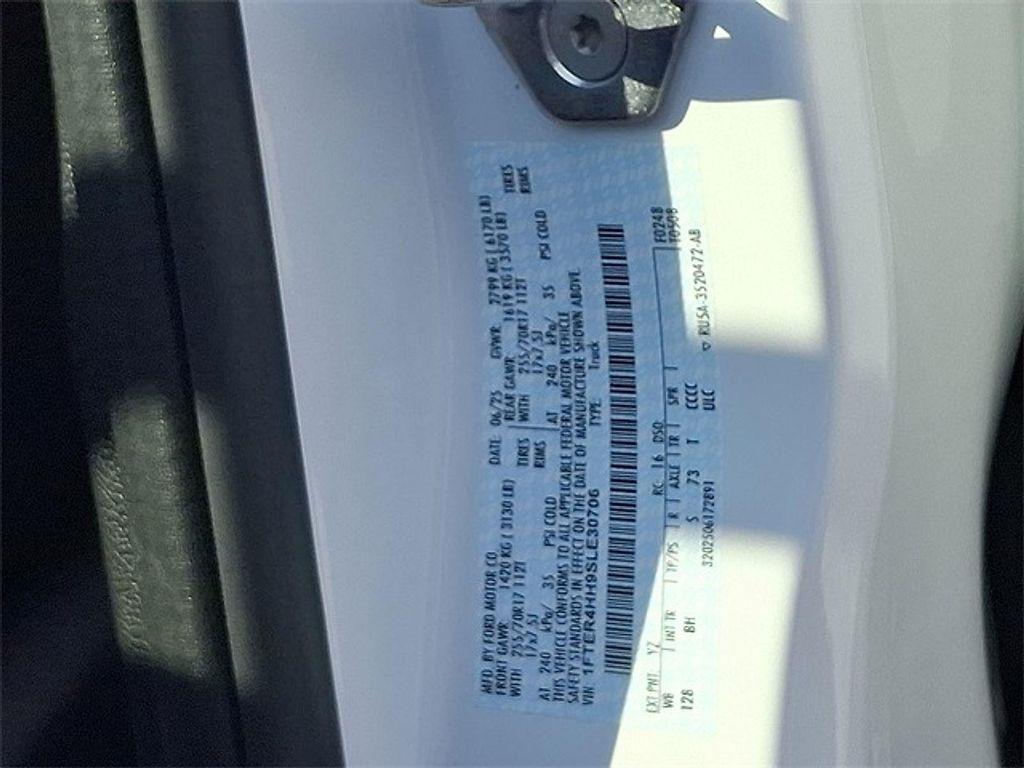 MFD. BY FORD MOTOR CO. DATE: 06/25 GVWR: 2799 KG ( 6170 LB)
FRONT GAWR: 1420 KG ( 3130 LB) REAR GAWR: 1619 KG ( 3570 LB)
WITH 255/70R17 112T TIRES WITH 255/70R17 112T TIRES
17x7.5J RIMS 17x7.5J RIMS
AT 240 kPa/ 35 PSI COLD AT 240 kPa/ 35 PSI COLD
THIS VEHICLE CONFORMS TO ALL APPLICABLE FEDERAL MOTOR VEHICLE
SAFETY STANDARDS IN EFFECT ON THE DATE OF MANUFACTURE SHOWN ABOVE
VIN: 1FTER4HH9SLE30706 TYPE: Truck
EXT PNT: YZ RC: 16 DSO: F0248
WB INT TR TP/PS R AXLE TR SPR T0508
128 BH S 73 T CCCC
ULC
3202506172891 ▽ RU5A-3520472-AB